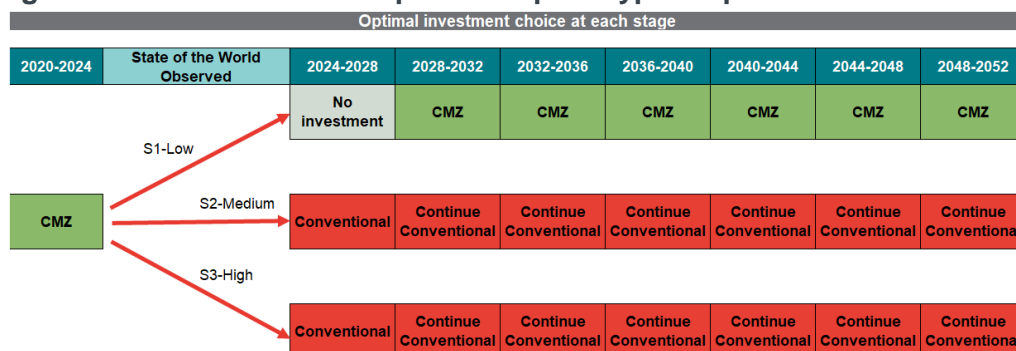 Optimal investment choice at each stage
2020-2024
State of the World
Observed
2024-2028
2028-2032
2032-2036
2036-2040
2040-2044
2044-2048
2048-2052
No
investment
CMZ
CMZ
CMZ
CMZ
CMZ
CMZ
S1-Low
CMZ
S2-Medium
Conventional
Continue
Conventional
Continue
Conventional
Continue
Conventional
Continue
Conventional
Continue
Conventional
Continue
Conventional
S3-High
Conventional
Continue
Conventional
Continue
Conventional
Continue
Conventional
Continue
Conventional
Continue
Conventional
Continue
Conventional